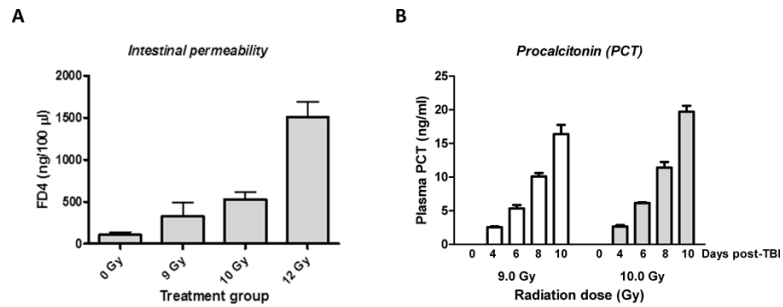 A
Intestinal permeability
FD4 (ng/100 µl)
2000
1500
1000
500
0
0 Gy
9 Gy
10 Gy
12 Gy
Treatment group
B
Procalcitonin (PCT)
Plasma PCT (ng/ml)
25
20
15
10
5
0
0 4 6 8 10 0 4 6 8 10 Days post-TBI
9.0 Gy 10.0 Gy
Radiation dose (Gy)